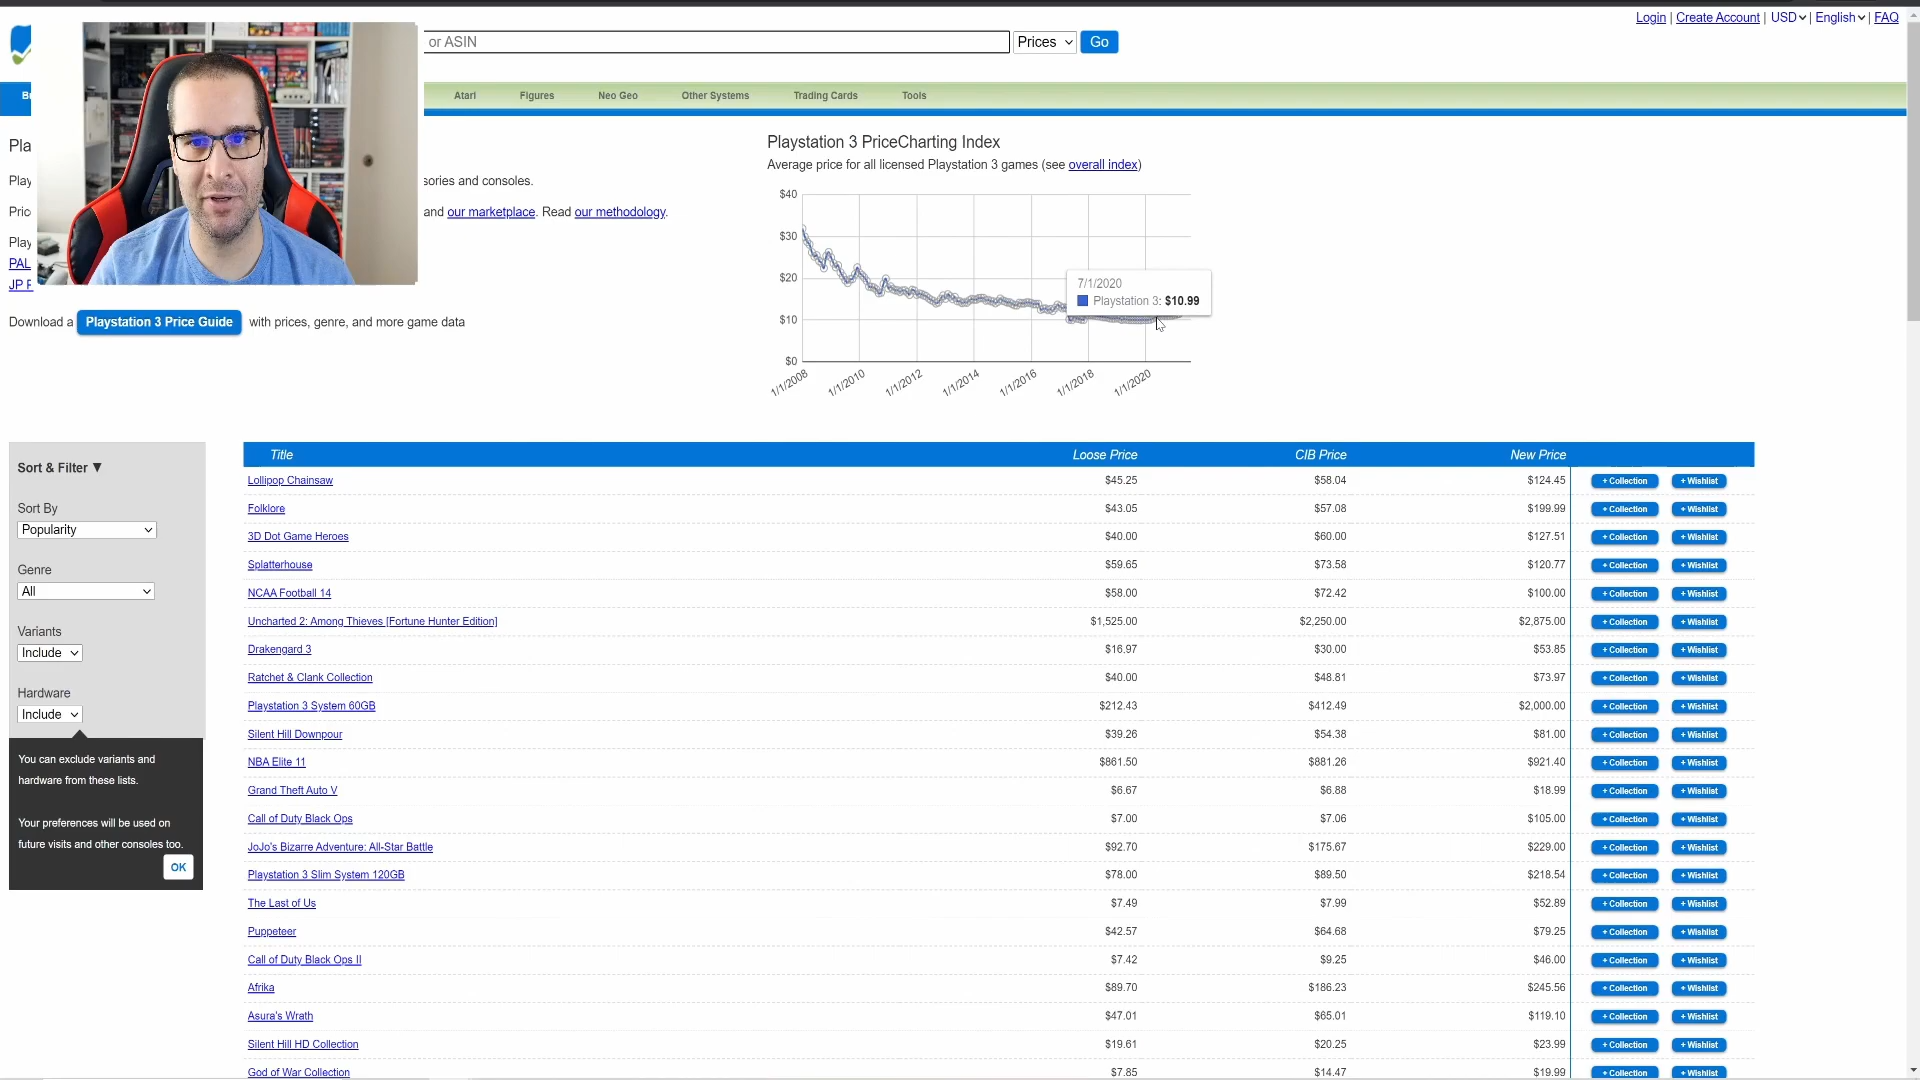 Login | Create Account | USD | English | FAQ
or ASIN
Prices
Go
Bu
Atari
Figures
Neo Geo
Other Systems
Trading Cards
Tools
Pla
Play
sories and consoles.
Pric
and our marketplace. Read our methodology.
Play
PAL
JP P
Download a Playstation 3 Price Guide with prices, genre, and more game data
Playstation 3 PriceCharting Index
Average price for all licensed Playstation 3 games (see overall index)
$40
$30
$20
$10
$0
7/1/2020
Playstation 3: $10.99
1/1/2008
1/1/2010
1/1/2012
1/1/2014
1/1/2016
1/1/2018
1/1/2020
Sort & Filter ▼
Sort By
Popularity
Genre
All
Variants
Include
Hardware
Include
You can exclude variants and
hardware from these lists.
Your preferences will be used on
future visits and other consoles too.
OK
Title Loose Price CIB Price New Price
Lollipop Chainsaw $45.25 $58.04 $124.45 + Collection + Wishlist
Folklore $43.05 $57.08 $199.99 + Collection + Wishlist
3D Dot Game Heroes $40.00 $60.00 $127.51 + Collection + Wishlist
Splatterhouse $59.65 $73.58 $120.77 + Collection + Wishlist
NCAA Football 14 $58.00 $72.42 $100.00 + Collection + Wishlist
Uncharted 2: Among Thieves [Fortune Hunter Edition] $1,525.00 $2,250.00 $2,875.00 + Collection + Wishlist
Drakengard 3 $16.97 $30.00 $53.85 + Collection + Wishlist
Ratchet & Clank Collection $40.00 $48.81 $73.97 + Collection + Wishlist
Playstation 3 System 60GB $212.43 $412.49 $2,000.00 + Collection + Wishlist
Silent Hill Downpour $39.26 $54.38 $81.00 + Collection + Wishlist
NBA Elite 11 $861.50 $881.26 $921.40 + Collection + Wishlist
Grand Theft Auto V $6.67 $6.88 $18.99 + Collection + Wishlist
Call of Duty Black Ops $7.00 $7.06 $105.00 + Collection + Wishlist
JoJo's Bizarre Adventure: All-Star Battle $92.70 $175.67 $229.00 + Collection + Wishlist
Playstation 3 Slim System 120GB $78.00 $89.50 $218.54 + Collection + Wishlist
The Last of Us $7.49 $7.99 $52.89 + Collection + Wishlist
Puppeteer $42.57 $64.68 $79.25 + Collection + Wishlist
Call of Duty Black Ops II $7.42 $9.25 $46.00 + Collection + Wishlist
Afrika $89.70 $186.23 $245.56 + Collection + Wishlist
Asura's Wrath $47.01 $65.01 $119.10 + Collection + Wishlist
Silent Hill HD Collection $19.61 $20.25 $23.99 + Collection + Wishlist
God of War Collection $7.85 $14.47 $19.99 + Collection + Wishlist